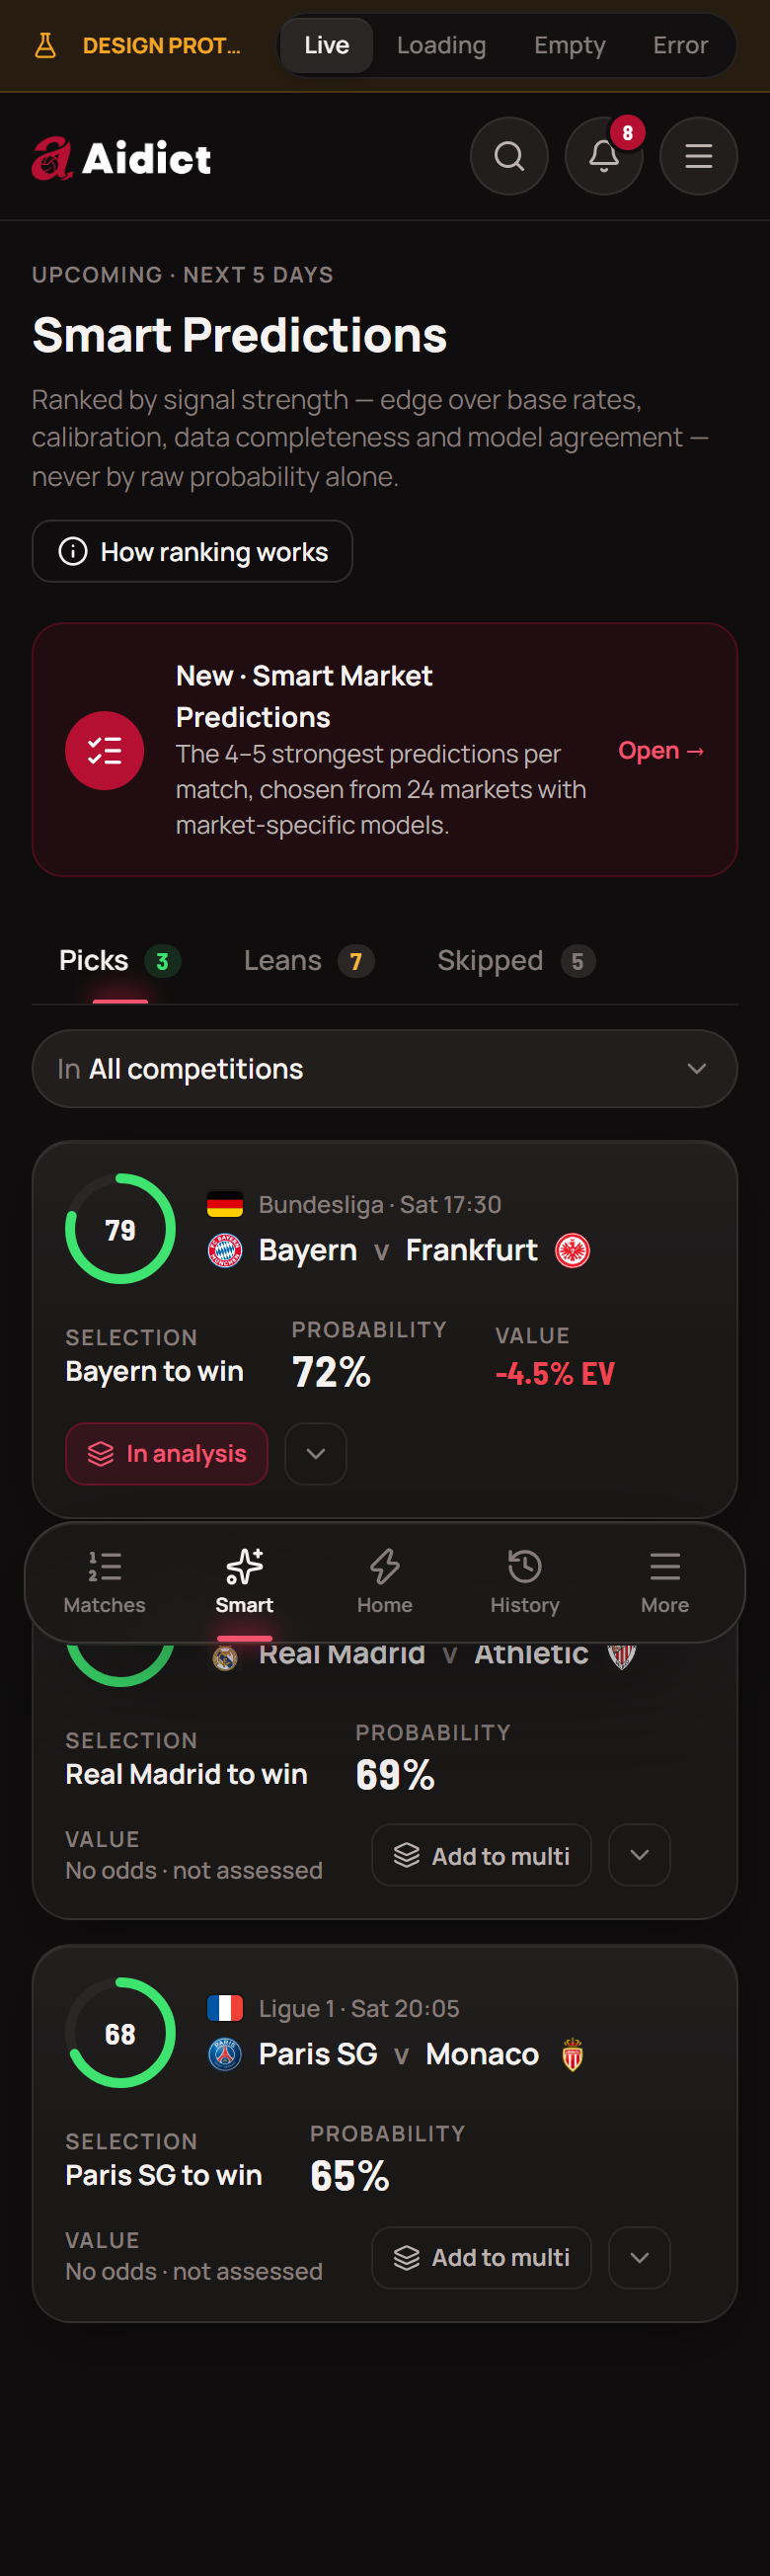 DESIGN PROT...
Live
Loading
Empty
Error
Aidict
8
UPCOMING · NEXT 5 DAYS
Smart Predictions
Ranked by signal strength — edge over base rates,
calibration, data completeness and model agreement —
never by raw probability alone.
How ranking works
New · Smart Market
Predictions
The 4–5 strongest predictions per
match, chosen from 24 markets with
market-specific models.
Open →
Picks 3
Leans 7
Skipped 5
In All competitions
79
Bundesliga · Sat 17:30
Bayern v Frankfurt
SELECTION
Bayern to win
PROBABILITY
72%
VALUE
-4.5% EV
In analysis
Matches
Smart
Home
History
More
Real Madrid v Athletic
SELECTION
Real Madrid to win
PROBABILITY
69%
VALUE
No odds · not assessed
Add to multi
68
Ligue 1 · Sat 20:05
Paris SG v Monaco
SELECTION
Paris SG to win
PROBABILITY
65%
VALUE
No odds · not assessed
Add to multi